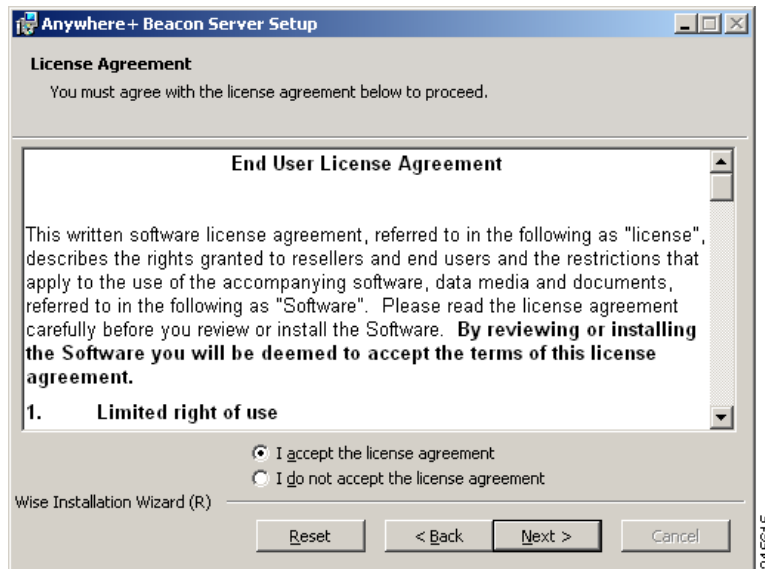 Anywhere+ Beacon Server Setup
License Agreement
You must agree with the license agreement below to proceed.
End User License Agreement
This written software license agreement, referred to in the following as "license",
describes the rights granted to resellers and end users and the restrictions that
apply to the use of the accompanying software, data media and documents,
referred to in the following as "Software".  Please read the license agreement
carefully before you review or install the Software.  By reviewing or installing
the Software you will be deemed to accept the terms of this license
agreement.
1. Limited right of use
I accept the license agreement
I do not accept the license agreement
Wise Installation Wizard (R)
Reset
< Back
Next >
Cancel